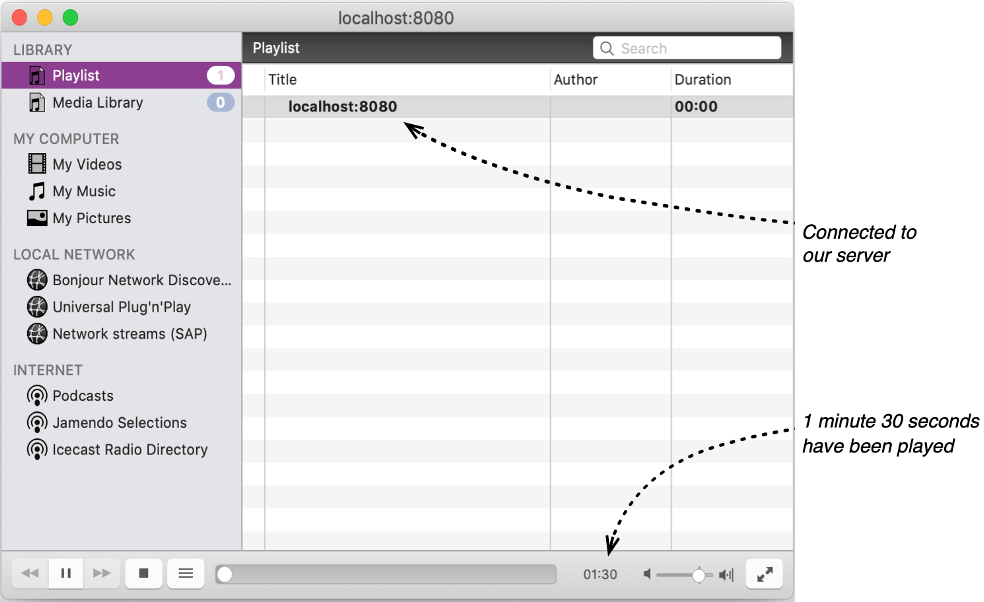 localhost:8080
LIBRARY
Playlist 1
Media Library 0
MY COMPUTER
My Videos
My Music
My Pictures
LOCAL NETWORK
Bonjour Network Discove...
Universal Plug'n'Play
Network streams (SAP)
INTERNET
Podcasts
Jamendo Selections
Icecast Radio Directory
Playlist
Search
Title Author Duration
localhost:8080 00:00
Connected to
our server
1 minute 30 seconds
have been played
01:30